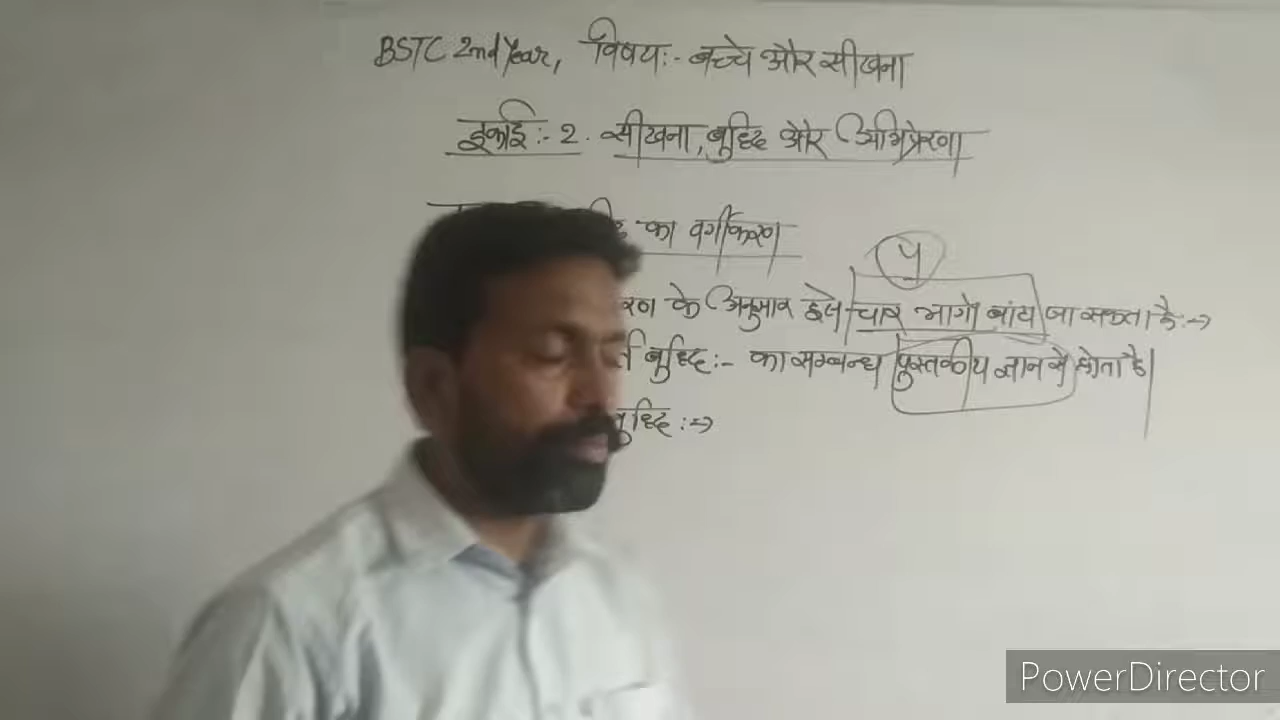 BSTC 2nd Year, विषय:- बच्चे और सीखना
इकाई:- 2. सीखना, बुध्दि और अभिप्रेरणा
का वर्गीकरण
4
रण के अनुसार इसे चार भागो बांटा जा सकता है:→
र्त बुध्दि:- का सम्बन्ध पुस्तकीय ज्ञान से होता है।
बुध्दि:⇒
PowerDirector